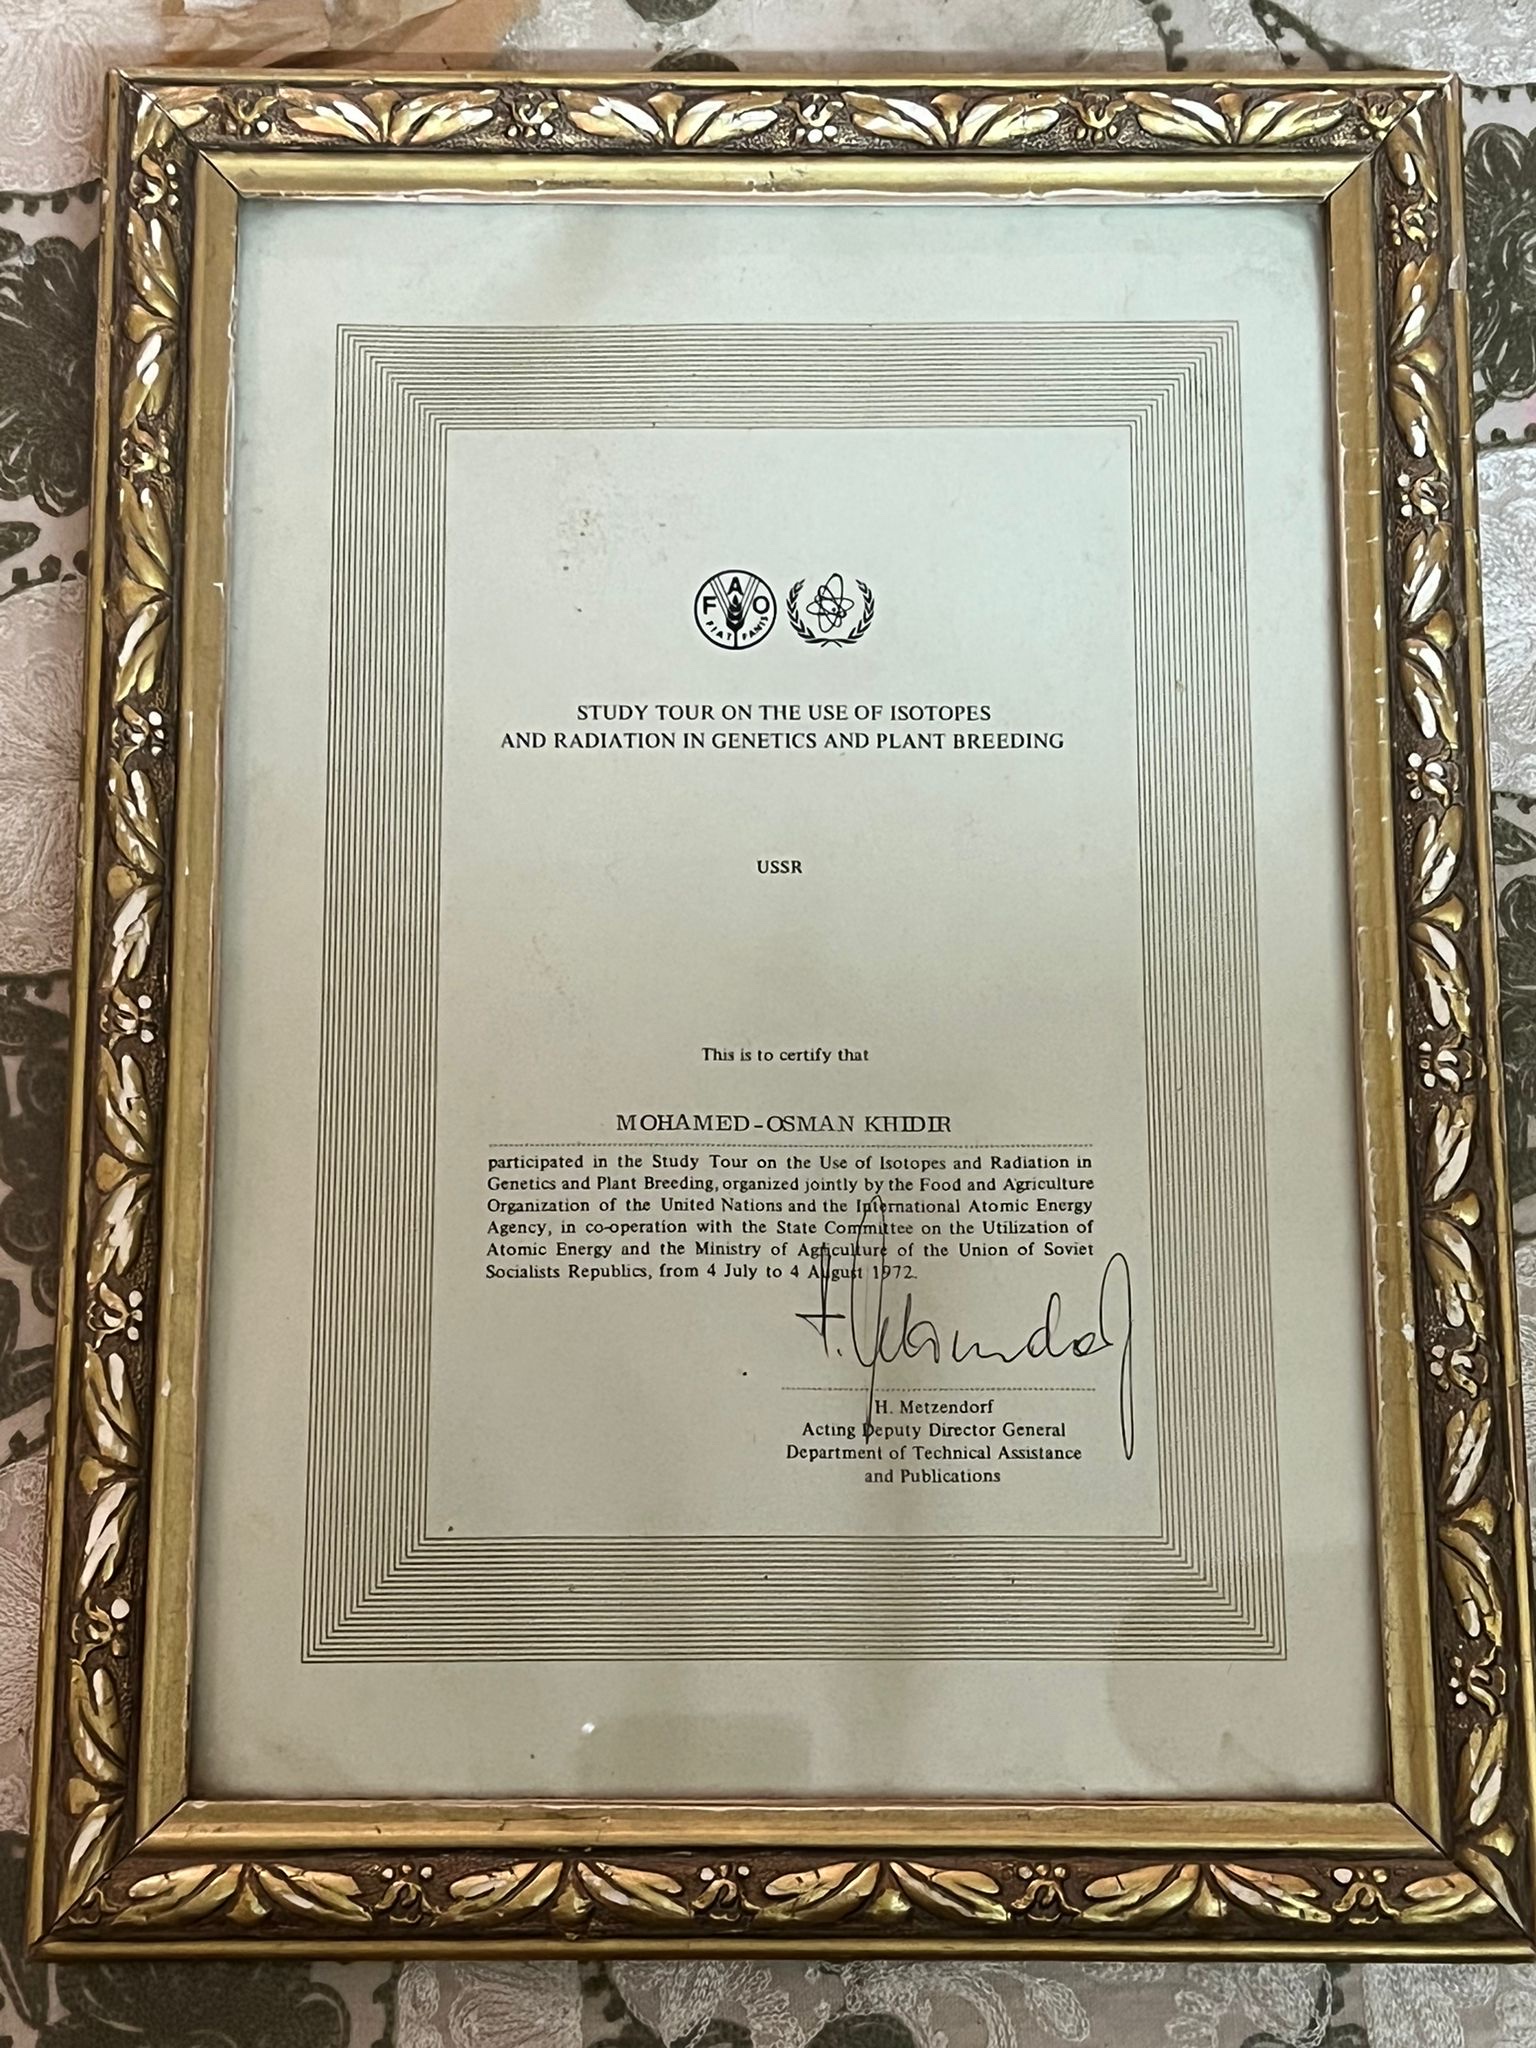 FAO
FIAT PANIS
STUDY TOUR ON THE USE OF ISOTOPES
AND RADIATION IN GENETICS AND PLANT BREEDING
USSR
This is to certify that
MOHAMED-OSMAN KHIDIR
participated in the Study Tour on the Use of Isotopes and Radiation in
Genetics and Plant Breeding, organized jointly by the Food and Agriculture
Organization of the United Nations and the International Atomic Energy
Agency, in co-operation with the State Committee on the Utilization of
Atomic Energy and the Ministry of Agriculture of the Union of Soviet
Socialists Republics, from 4 July to 4 August 1972.
H. Metzendorf
Acting Deputy Director General
Department of Technical Assistance
and Publications